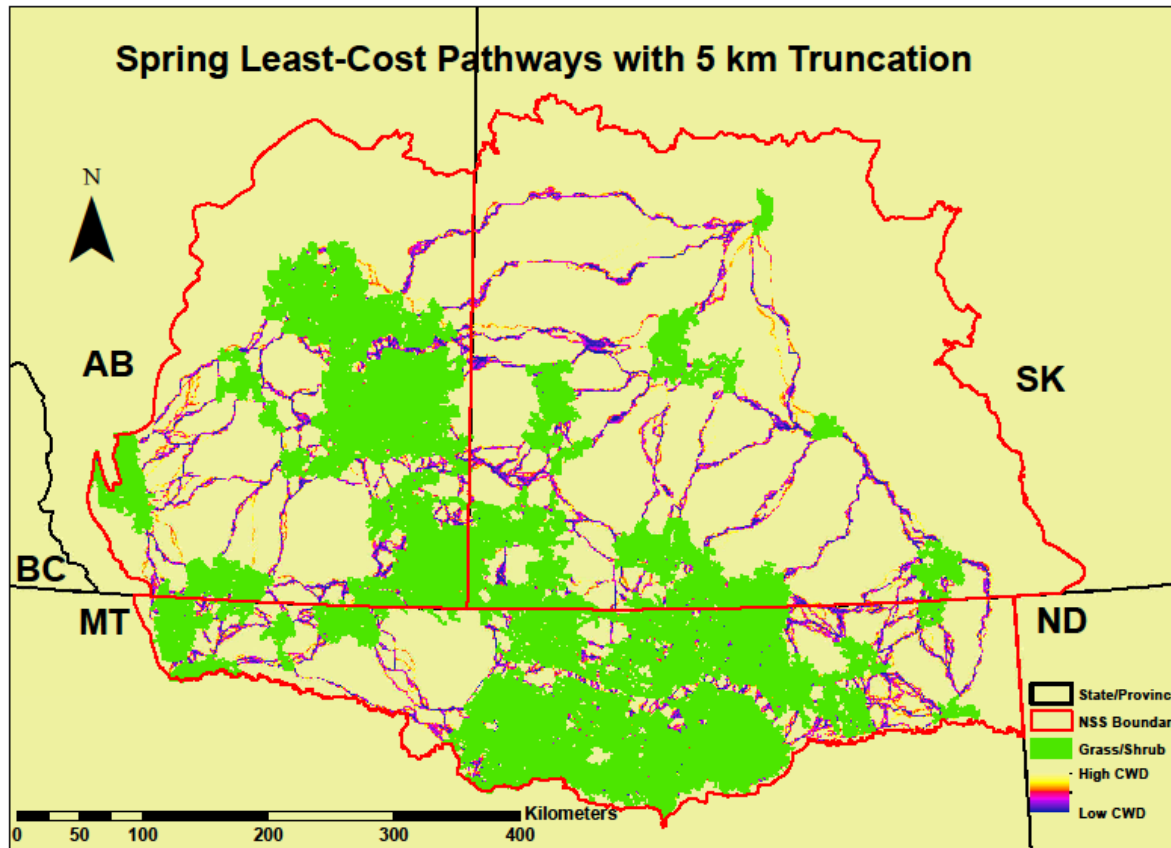 Spring Least-Cost Pathways with 5 km Truncation
N
AB
SK
BC
MT
ND
State/Provinc
NSS Boundar
Grass/Shrub
High CWD
Low CWD
Kilometers
0 50 100 200 300 400